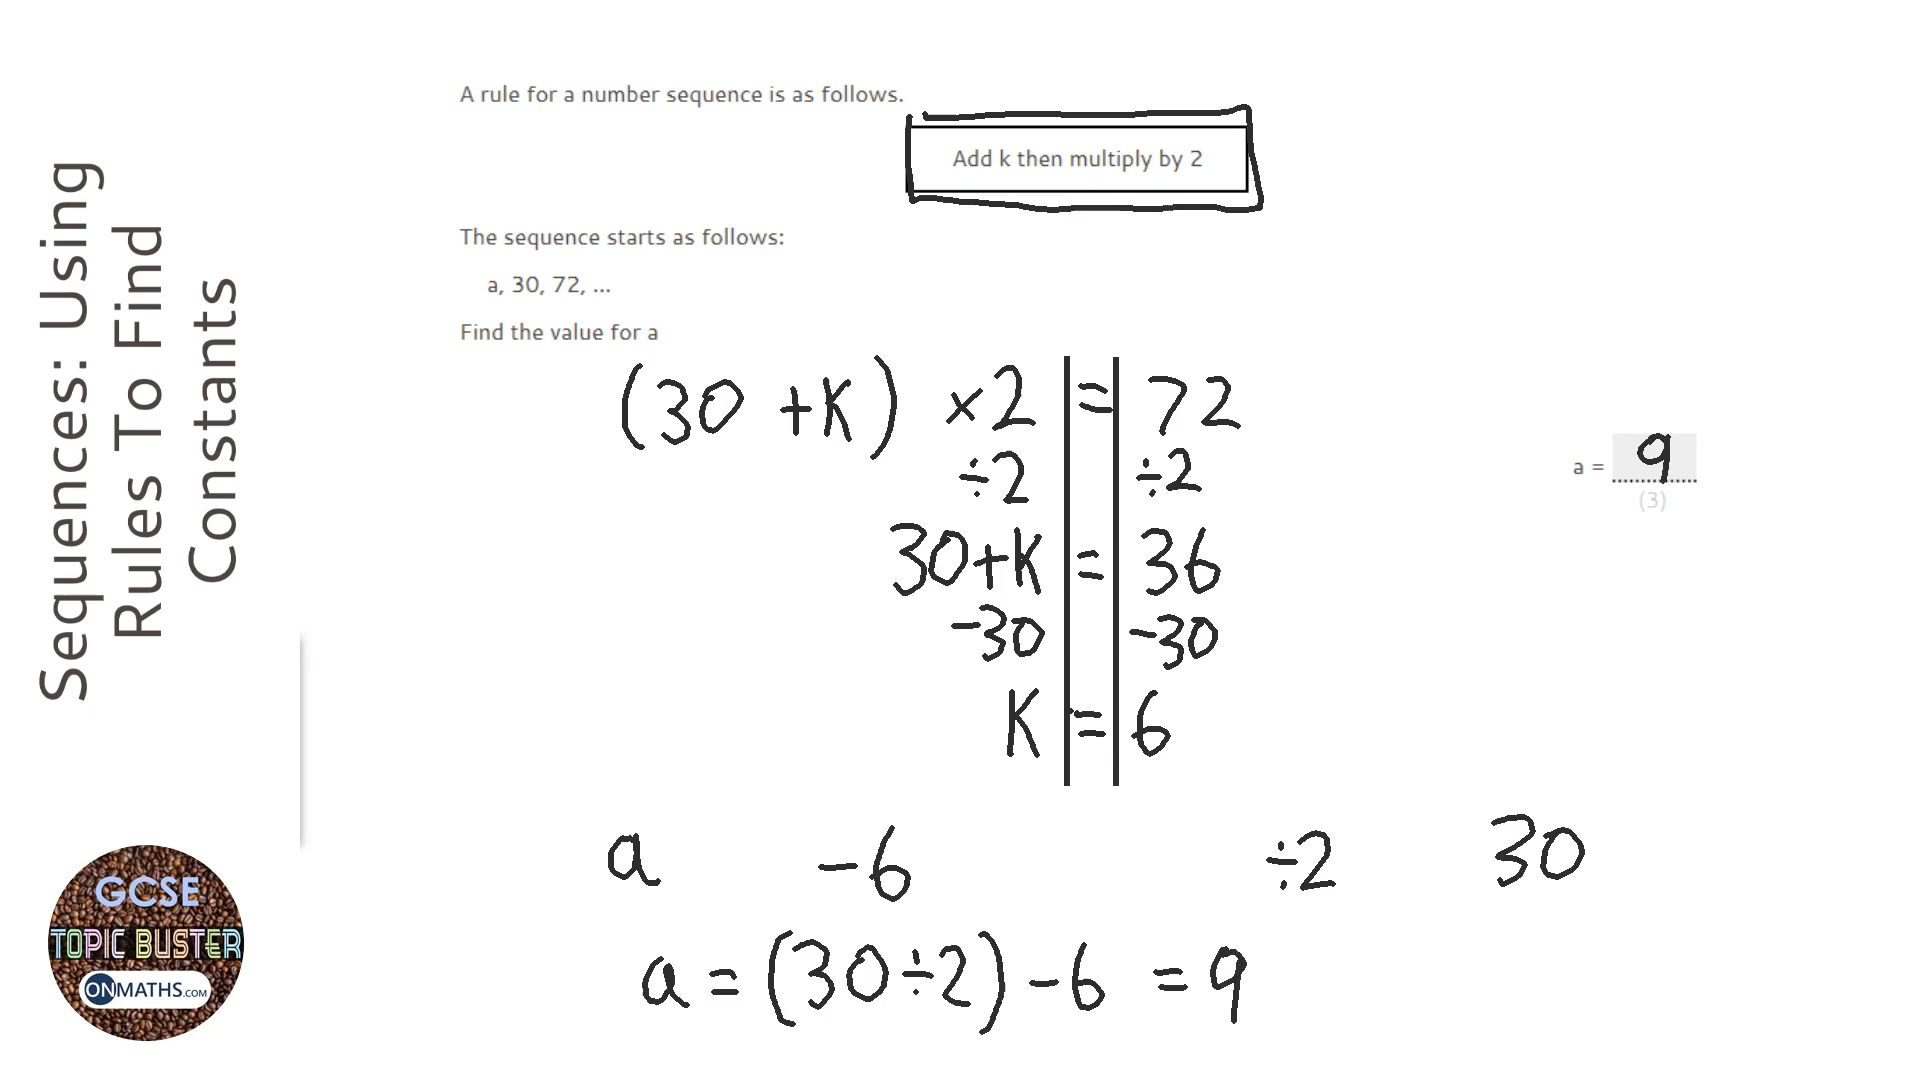 Sequences: Using
Rules To Find
Constants
A rule for a number sequence is as follows.
Add k then multiply by 2
The sequence starts as follows:
a, 30, 72, ...
Find the value for a
(30 +K) ×2 = 72
÷2 ÷2
30+K = 36
-30 -30
K = 6
a = 9
(3)
a -6 ÷2 30
a = (30÷2) -6 = 9
GCSE
TOPIC BUSTER
ONMATHS.COM